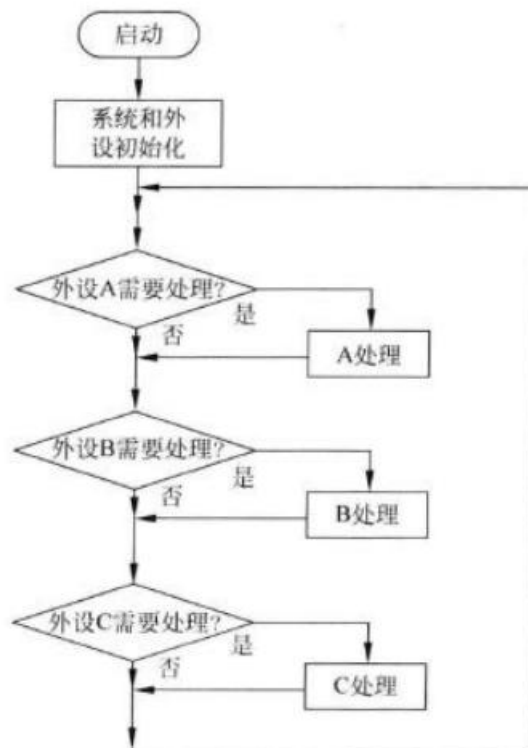 启动
系统和外
设初始化
外设A需要处理?
是
否
A处理
外设B需要处理?
是
否
B处理
外设C需要处理?
是
否
C处理